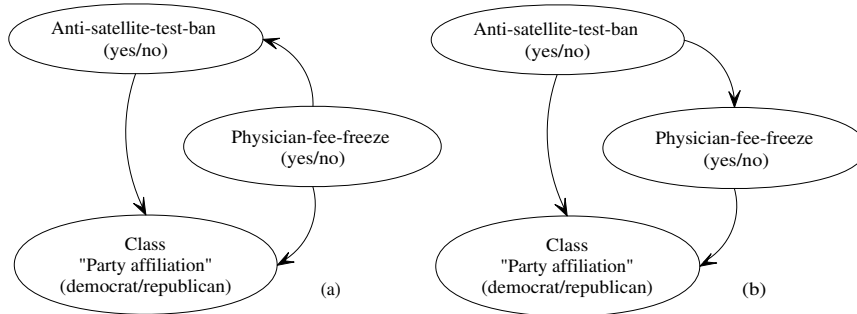 Anti-satellite-test-ban
(yes/no)
Physician-fee-freeze
(yes/no)
Class
"Party affiliation"
(democrat/republican)
(a)
Anti-satellite-test-ban
(yes/no)
Physician-fee-freeze
(yes/no)
Class
"Party affiliation"
(democrat/republican)
(b)